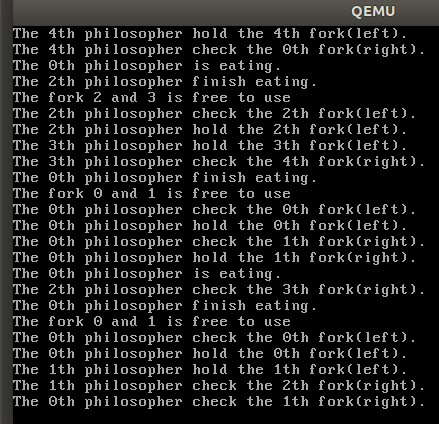 QEMU
The 4th philosopher hold the 4th fork(left).
The 4th philosopher check the 0th fork(right).
The 0th philosopher is eating.
The 2th philosopher finish eating.
The fork 2 and 3 is free to use
The 2th philosopher check the 2th fork(left).
The 2th philosopher hold the 2th fork(left).
The 3th philosopher hold the 3th fork(left).
The 3th philosopher check the 4th fork(right).
The 0th philosopher finish eating.
The fork 0 and 1 is free to use
The 0th philosopher check the 0th fork(left).
The 0th philosopher hold the 0th fork(left).
The 0th philosopher check the 1th fork(right).
The 0th philosopher hold the 1th fork(right).
The 0th philosopher is eating.
The 2th philosopher check the 3th fork(right).
The 0th philosopher finish eating.
The fork 0 and 1 is free to use
The 0th philosopher check the 0th fork(left).
The 0th philosopher hold the 0th fork(left).
The 1th philosopher hold the 1th fork(left).
The 1th philosopher check the 2th fork(right).
The 0th philosopher check the 1th fork(right).